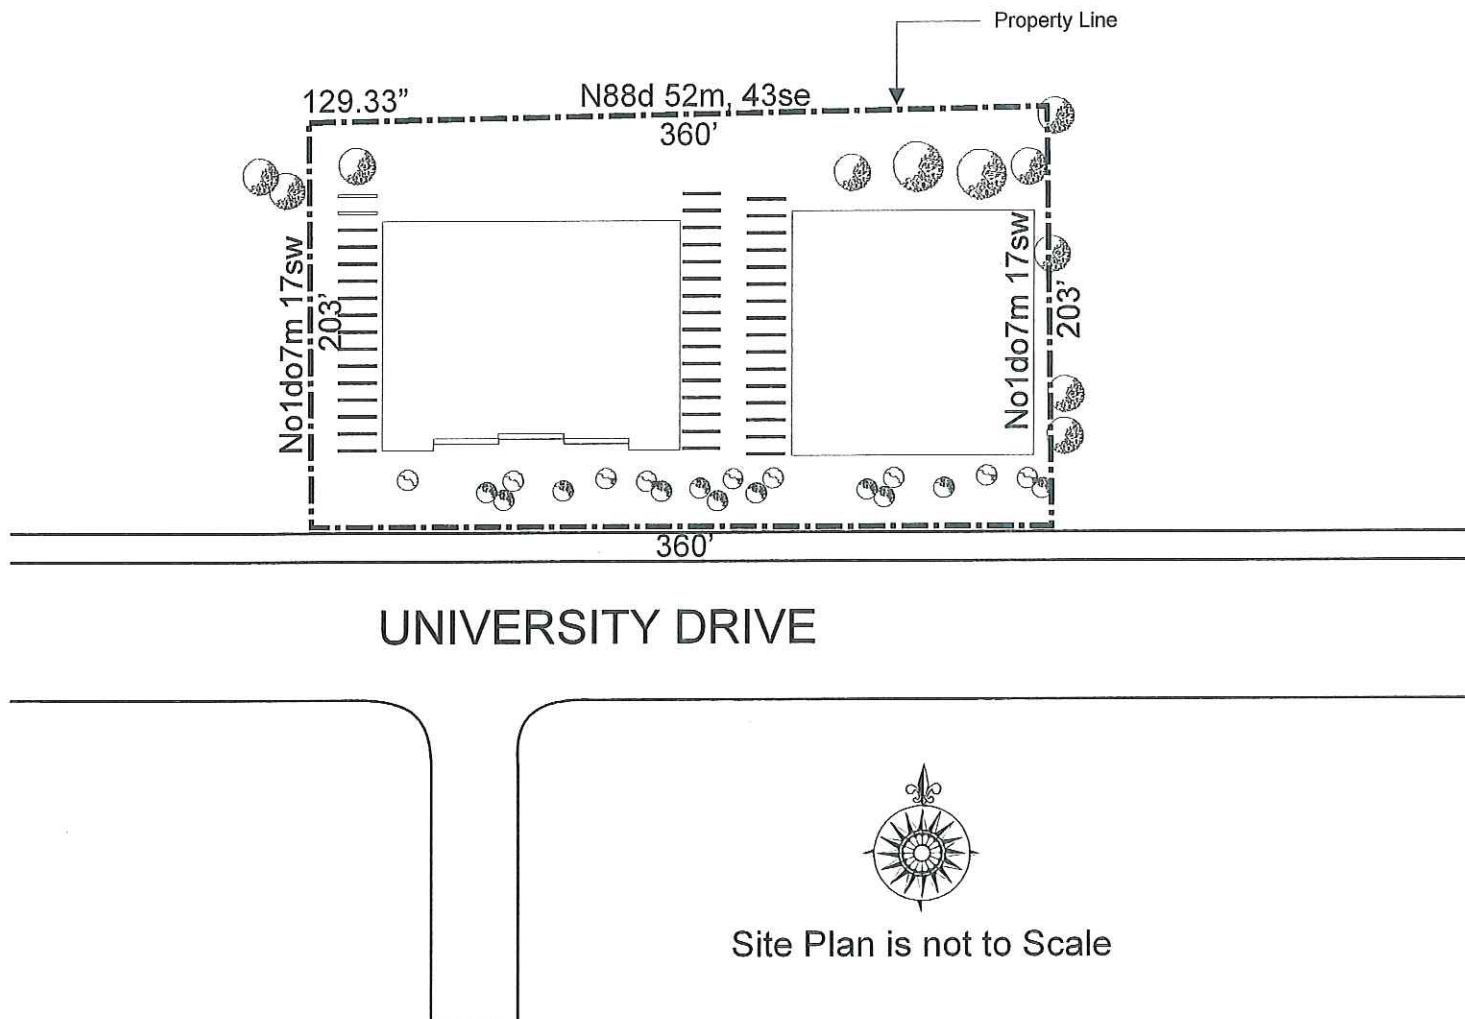 Property Line
129.33”
N88d 52m, 43se
360’
No1do7m 17sw
203’
No1do7m 17sw
203’
360’
UNIVERSITY DRIVE
Site Plan is not to Scale